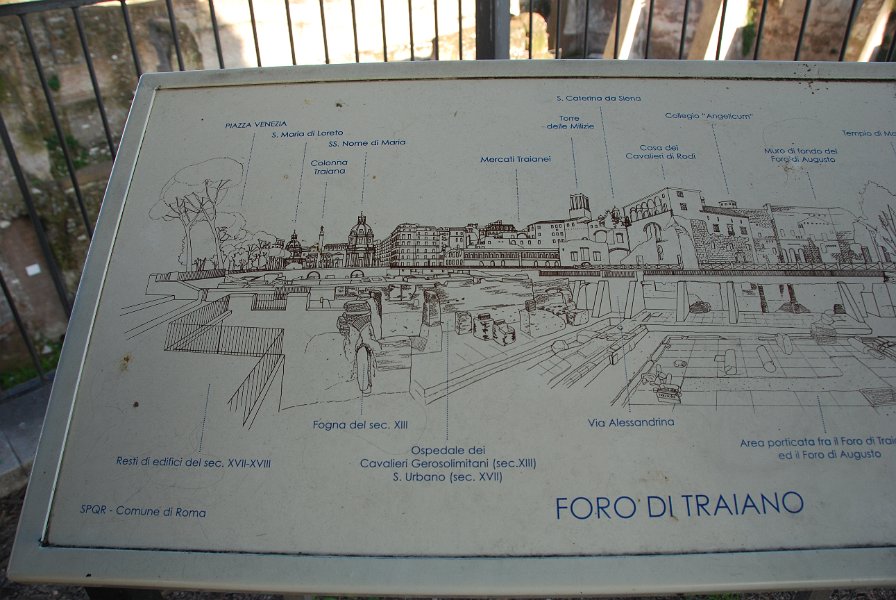 S. Caterina da Siena
PIAZZA VENEZIA
S. Maria di Loreto
SS. Nome di Maria
Colonna
Traiana
Mercati Traianei
Torre
delle Milizie
Collegio "Angelicum"
Casa dei
Cavalieri di Rodi
Muro di fondo del
Foro di Augusto
Tempio di
Resti di edifici del sec. XVII-XVIII
Fogna del sec. XIII
Ospedale dei
Cavalieri Gerosolimitani (sec.XIII)
S. Urbano (sec. XVII)
Via Alessandrina
Area porticata fra il Foro di
ed il Foro di Augusto
SPQR - Comune di Roma
FORO DI TRAIANO